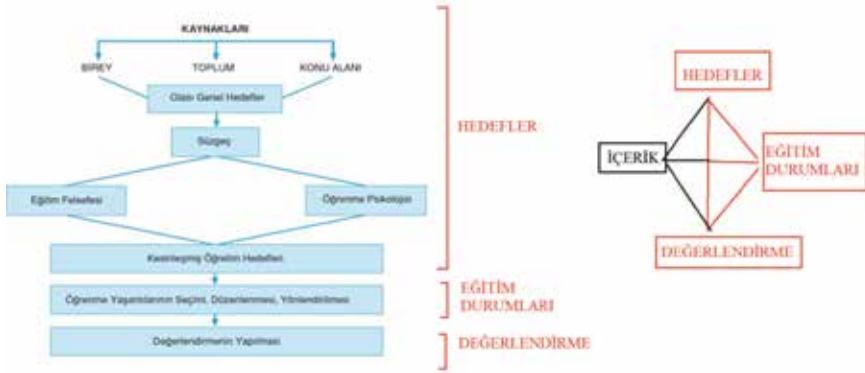 KAYNAKLARI
BİREY
TOPLUM
KONU ALANI
Olası Genel Hedefler
Süzgeç
Eğitim Felsefesi
Öğrenme Psikolojisi
Kesinleşmiş Öğretim Hedefleri
Öğrenme Yaşantılarının Seçimi, Düzenlenmesi, Yönlendirilmesi
Değerlendirmenin Yapılması
HEDEFLER
EĞİTİM
DURUMLARI
DEĞERLENDİRME
HEDEFLER
İÇERİK
EĞİTİM
DURUMLARI
DEĞERLENDİRME